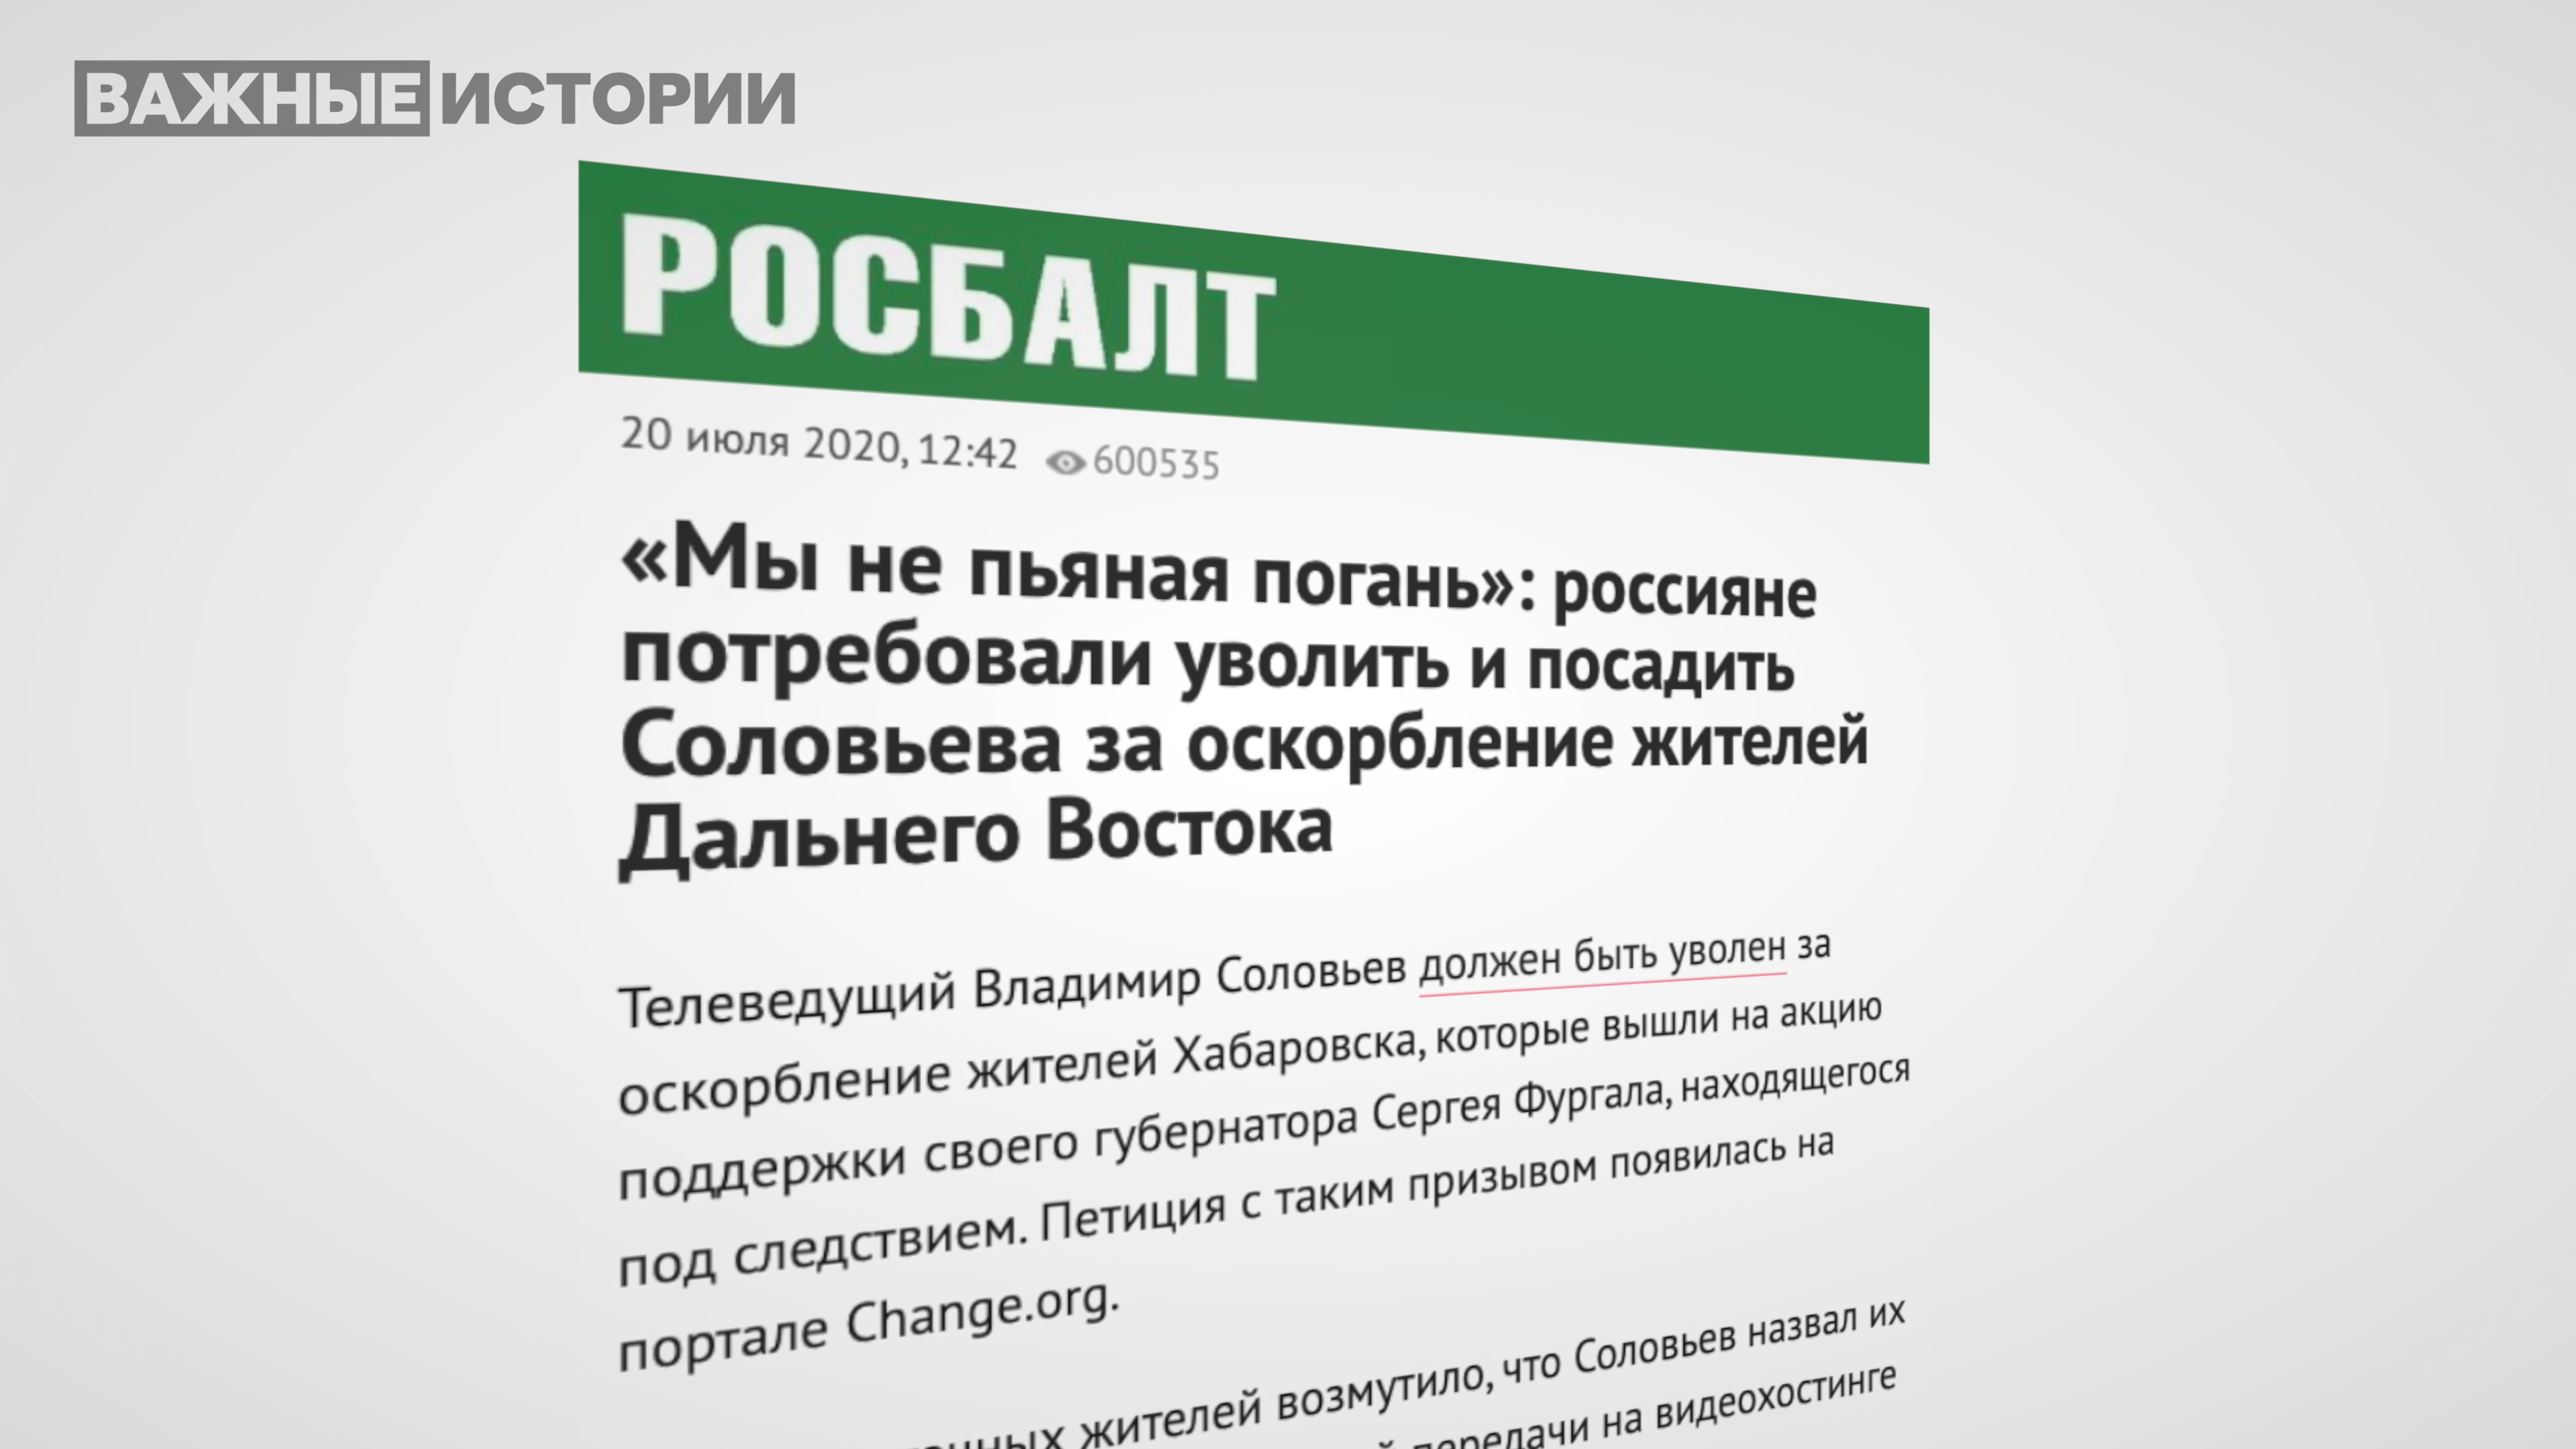 ВАЖНЫЕ ИСТОРИИ
РОСБАЛТ
20 июля 2020, 12:42 600535
«Мы не пьяная погань»: россияне
потребовали уволить и посадить
Соловьева за оскорбление жителей
Дальнего Востока
Телеведущий Владимир Соловьев должен быть уволен за
оскорбление жителей Хабаровска, которые вышли на акцию
поддержки своего губернатора Сергея Фургала, находящегося
под следствием. Петиция с таким призывом появилась на
портале Change.org.
жителей возмутило, что Соловьев назвал их
передачи на видеохостинге